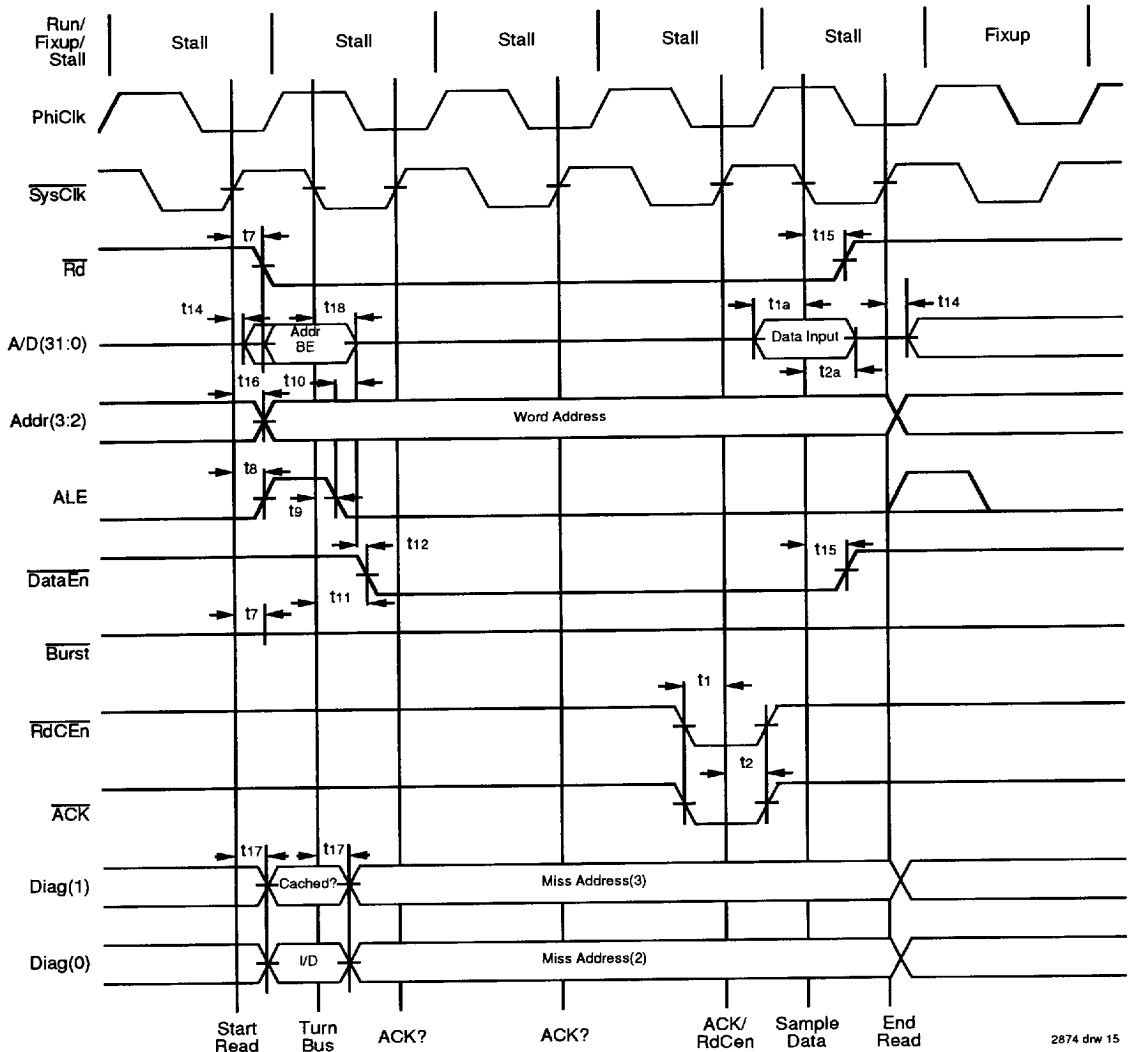 Run/
Fixup/
Stall
Stall
Stall
Stall
Stall
Stall
Fixup
PhiClk
SysClk
t7
t15
Rd
t14
t18
t1a
t14
A/D(31:0)
Addr
BE
Data Input
t16
t10
t2a
Addr(3:2)
Word Address
t8
ALE
t9
t12
t15
DataEn
t11
t7
Burst
t1
RdCEn
t2
ACK
t17
t17
Diag(1)
Cached?
Miss Address(3)
Diag(0)
I/D
Miss Address(2)
Start
Read
Turn
Bus
ACK?
ACK?
ACK/
RdCen
Sample
Data
End
Read
2874 drw 15